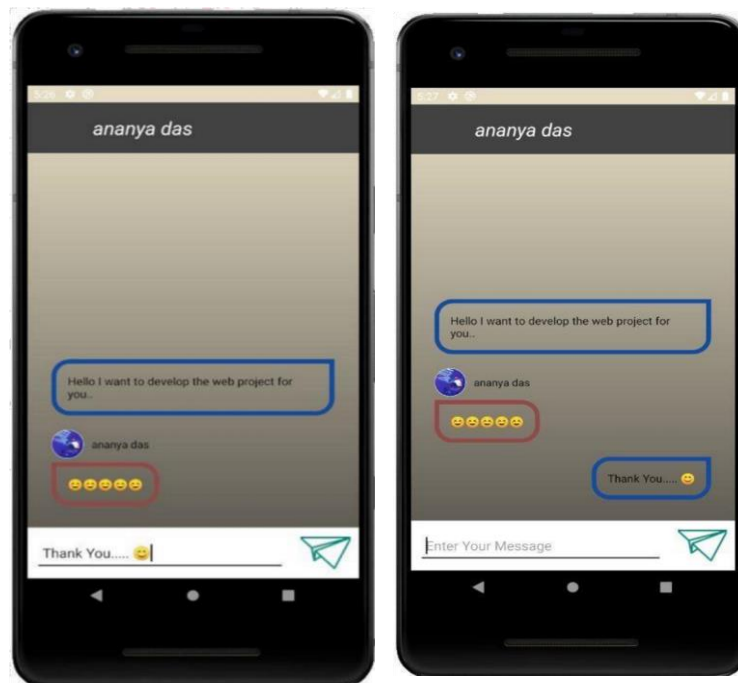 5:26
ananya das
Hello I want to develop the web project for
you..
ananya das
😊😊😊😊😊
Thank You..... 😊
5:27
ananya das
Hello I want to develop the web project for
you..
ananya das
😊😊😊😊😊
Thank You..... 😊
Enter Your Message